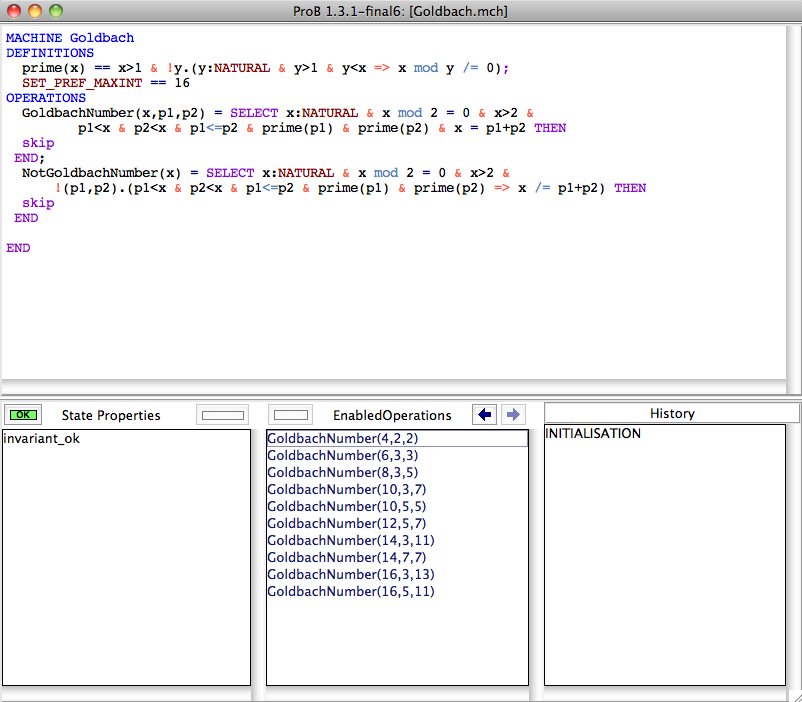 ProB 1.3.1-final6: [Goldbach.mch]
MACHINE Goldbach
DEFINITIONS
prime(x) == x>1 & !y.(y:NATURAL & y>1 & y<x => x mod y /= 0);
SET_PREF_MAXINT == 16
OPERATIONS
GoldbachNumber(x,p1,p2) = SELECT x:NATURAL & x mod 2 = 0 & x>2 &
p1<x & p2<x & p1<=p2 & prime(p1) & prime(p2) & x = p1+p2 THEN
skip
END;
NotGoldbachNumber(x) = SELECT x:NATURAL & x mod 2 = 0 & x>2 &
!(p1,p2).(p1<x & p2<x & p1<=p2 & prime(p1) & prime(p2) => x /= p1+p2) THEN
skip
END
END
OK State Properties
invariant_ok
EnabledOperations
GoldbachNumber(4,2,2)
GoldbachNumber(6,3,3)
GoldbachNumber(8,3,5)
GoldbachNumber(10,3,7)
GoldbachNumber(10,5,5)
GoldbachNumber(12,5,7)
GoldbachNumber(14,3,11)
GoldbachNumber(14,7,7)
GoldbachNumber(16,3,13)
GoldbachNumber(16,5,11)
History
INITIALISATION